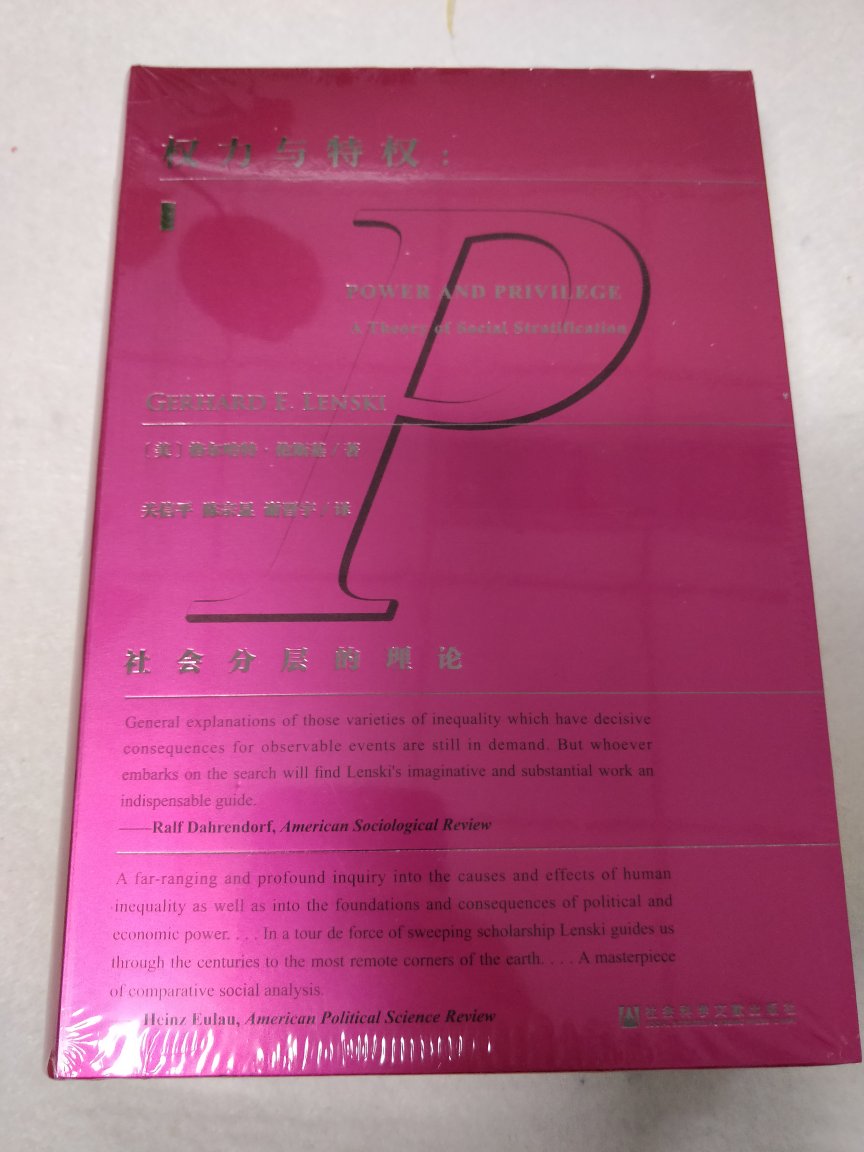 权力与特权：
P
POWER AND PRIVILEGE
A Theory of Social Stratification
GERHARD E. LENSKI
〔美〕格尔哈特·伦斯基／著
关信平 陈宗显 谢晋宇／译
社会分层的理论
General explanations of those varieties of inequality which have decisive
consequences for observable events are still in demand. But whoever
embarks on the search will find Lenski's imaginative and substantial work an
indispensable guide.
——Ralf Dahrendorf, American Sociological Review
A far-ranging and profound inquiry into the causes and effects of human
inequality as well as into the foundations and consequences of political and
economic power. . . . In a tour de force of sweeping scholarship Lenski guides us
through the centuries to the most remote corners of the earth. . . . A masterpiece
of comparative social analysis.
Heinz Eulau, American Political Science Review
社会科学文献出版社